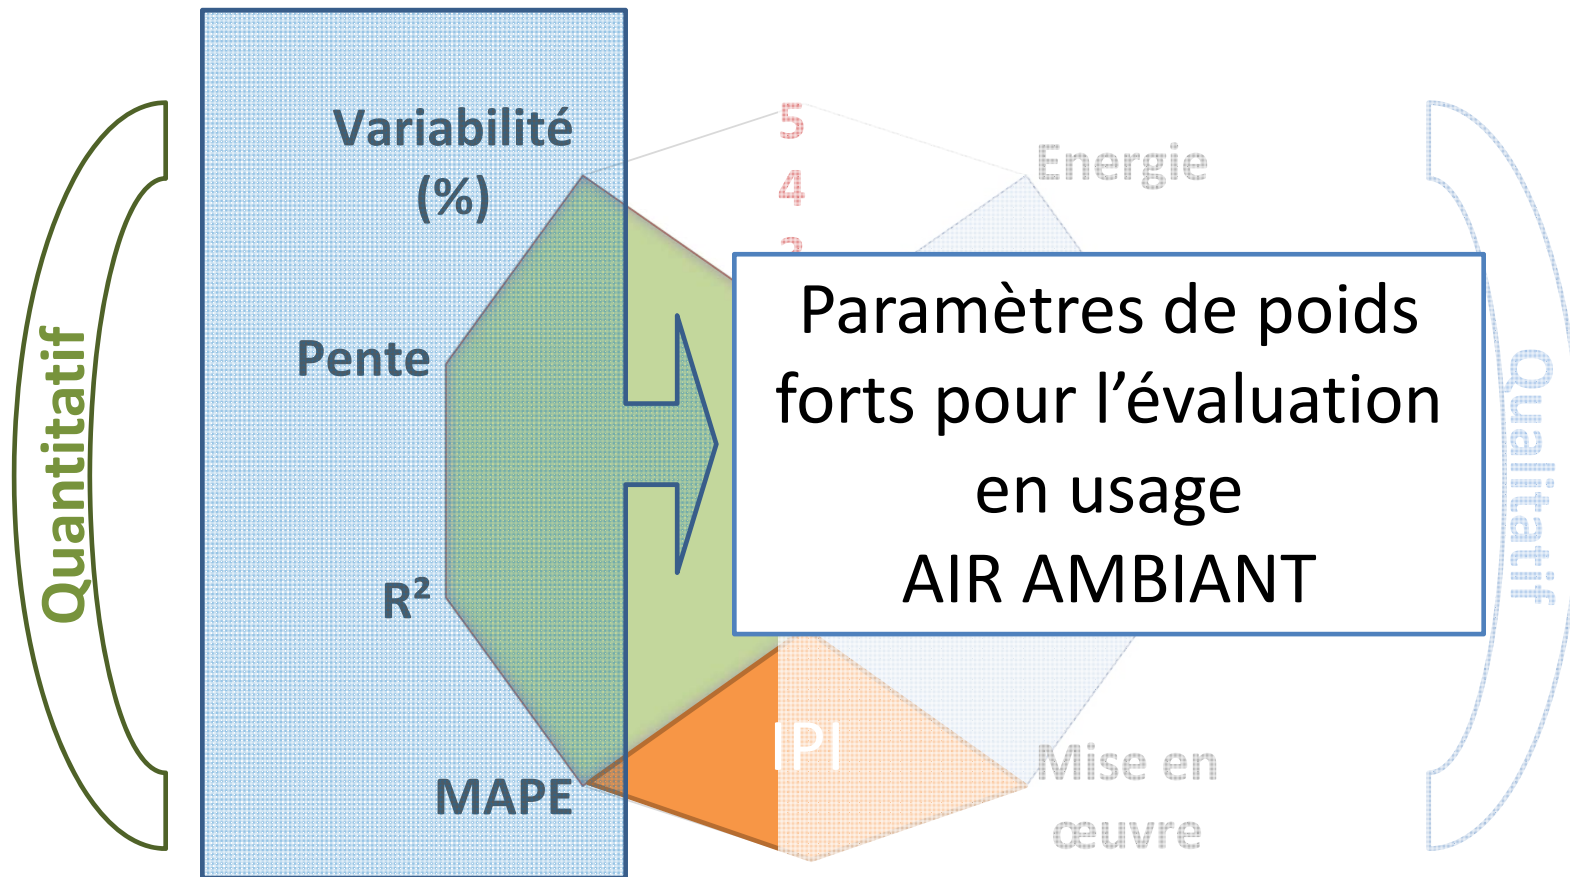 Quantitatif
Variabilité
(%)
Pente
R²
MAPE
5
4
Energie
Paramètres de poids
forts pour l’évaluation
en usage
AIR AMBIANT
IPI
Mise en
œuvre
Qualitatif